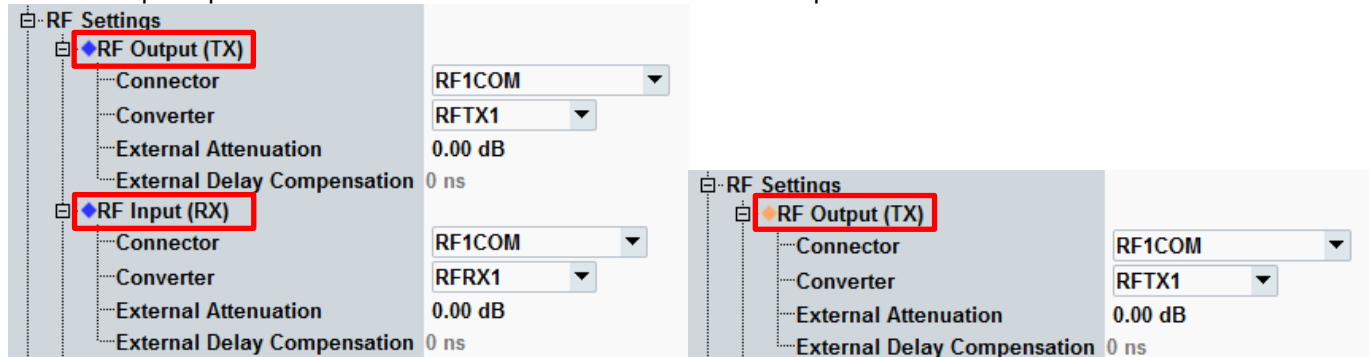 RF Settings
RF Output (TX)
Connector RF1COM
Converter RFTX1
External Attenuation 0.00 dB
External Delay Compensation 0 ns
RF Input (RX)
Connector RF1COM
Converter RFRX1
External Attenuation 0.00 dB
External Delay Compensation 0 ns
RF Settings
RF Output (TX)
Connector RF1COM
Converter RFTX1
External Attenuation 0.00 dB
External Delay Compensation 0 ns